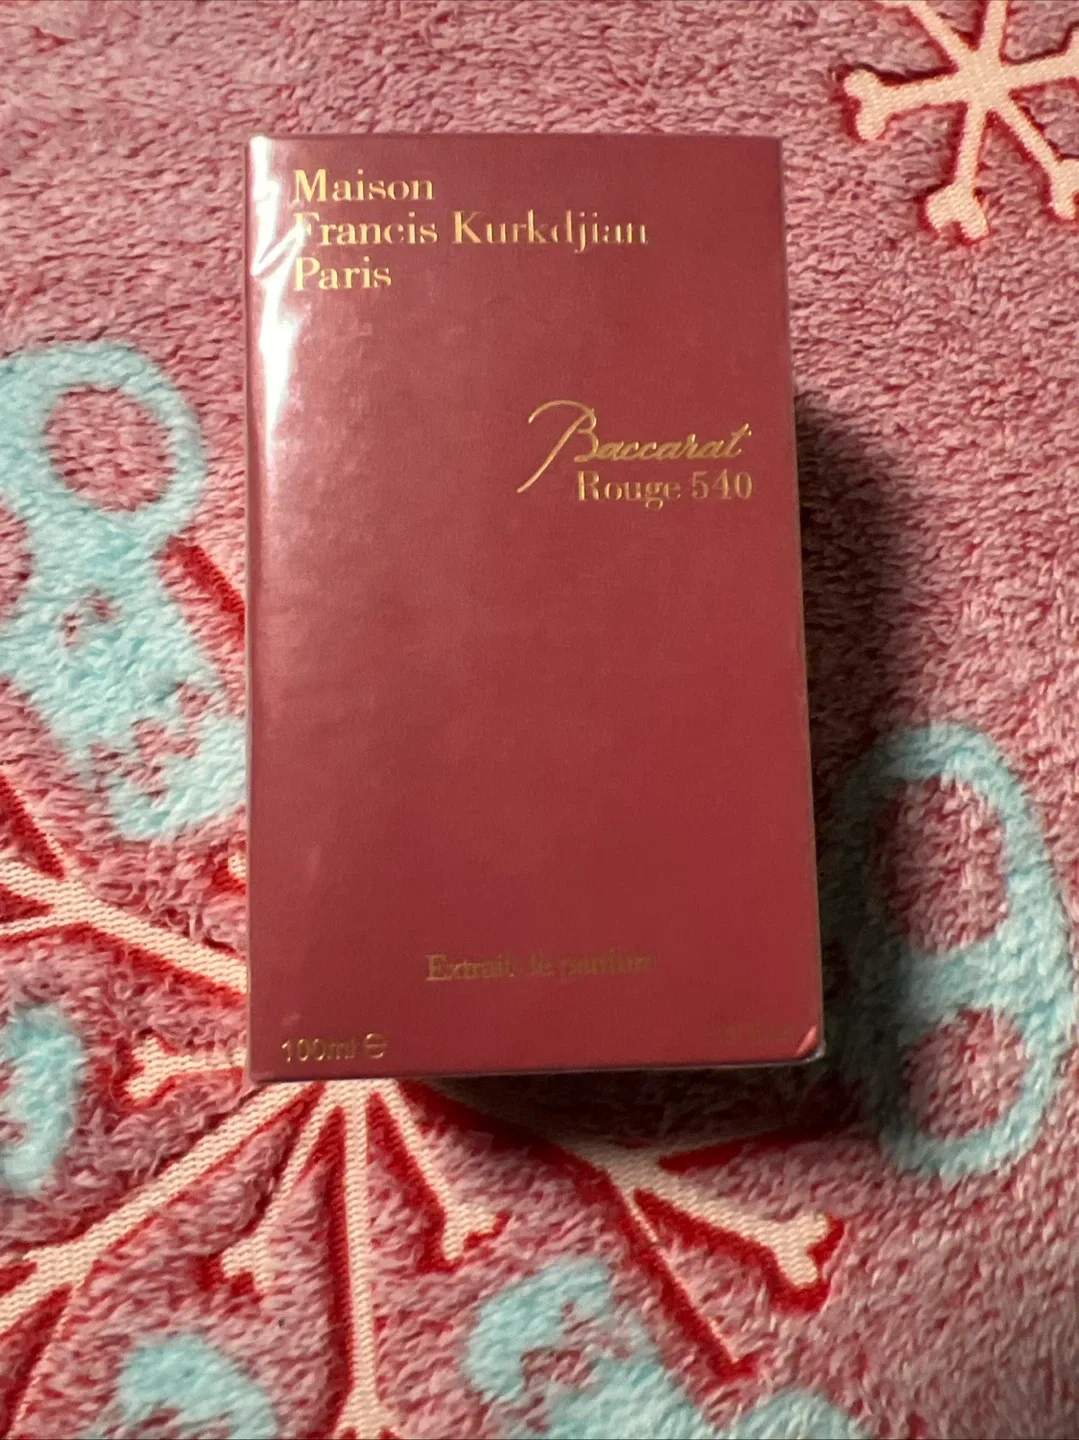 Maison
Francis Kurkdjian
Paris
Baccarat
Rouge 540
Extrait de parfum
100ml ℮